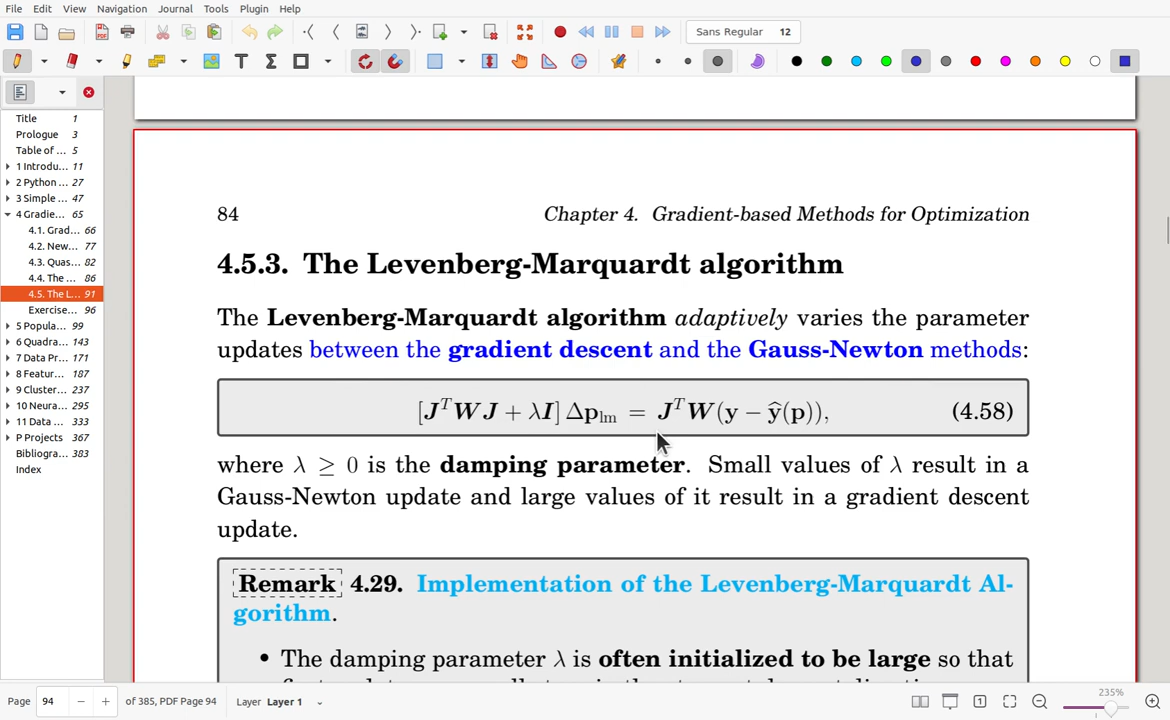 File Edit View Navigation Journal Tools Plugin Help
Sans Regular 12
Title 1
Prologue 3
Table of ... 5
1 Introdu... 11
2 Python ... 27
3 Simple ... 47
4 Gradie... 65
4.1. Grad... 66
4.2. New... 77
4.3. Quas... 82
4.4. The ... 86
4.5. The L... 91
Exercise... 96
5 Popula... 99
6 Quadra... 143
7 Data Pr... 171
8 Featur... 187
9 Cluster... 237
10 Neura... 295
11 Data ... 333
P Projects 367
Bibliogra... 383
Index
84 Chapter 4. Gradient-based Methods for Optimization
4.5.3. The Levenberg-Marquardt algorithm
The Levenberg-Marquardt algorithm adaptively varies the parameter
updates between the gradient descent and the Gauss-Newton methods:
[JᵀWJ + λI] Δp_lm = JᵀW(y − ŷ(p)), (4.58)
where λ ≥ 0 is the damping parameter. Small values of λ result in a
Gauss-Newton update and large values of it result in a gradient descent
update.
Remark 4.29. Implementation of the Levenberg-Marquardt Al-
gorithm.
• The damping parameter λ is often initialized to be large so that
Page 94 − + of 385, PDF Page 94 Layer Layer 1 235%